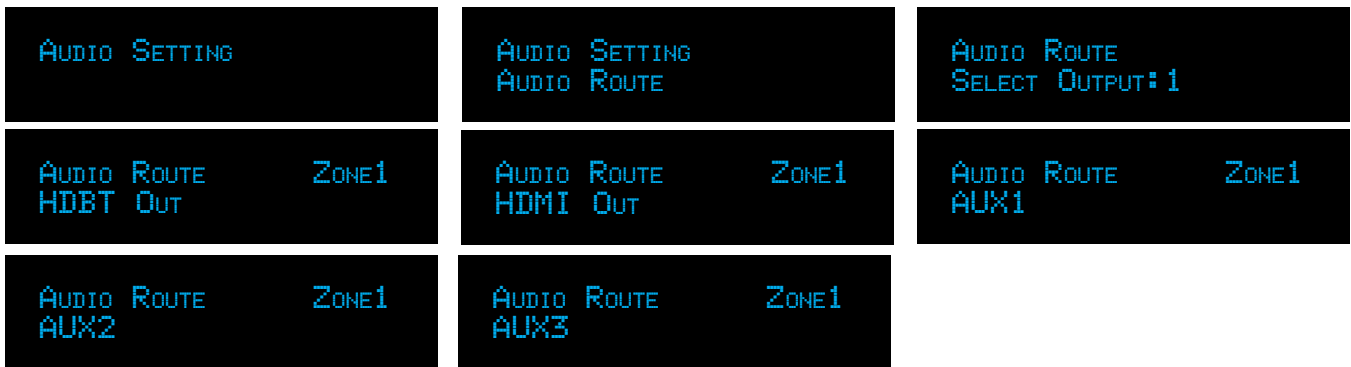 Audio Setting
Audio Setting
Audio Route
Audio Route
Select Output:1
Audio Route Zone1
HDBT Out
Audio Route Zone1
HDMI Out
Audio Route Zone1
AUX1
Audio Route Zone1
AUX2
Audio Route Zone1
AUX3